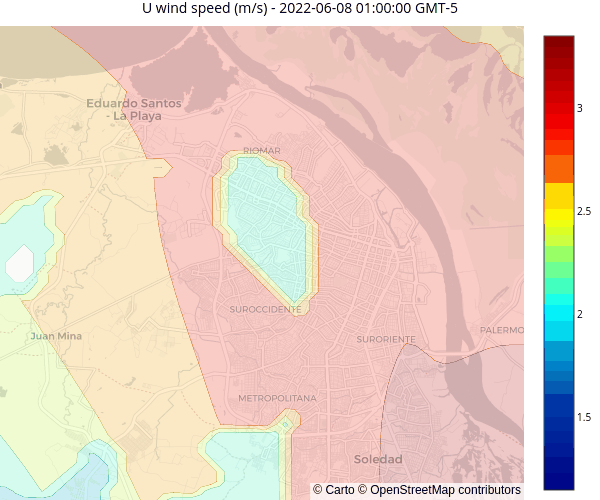 U wind speed (m/s) - 2022-06-08 01:00:00 GMT-5
Eduardo Santos
- La Playa
RIOMAR
SUROCCIDENTE
Juan Mina
SURORIENTE
PALERMO
METROPOLITANA
Soledad
© Carto © OpenStreetMap contributors
3
2.5
2
1.5